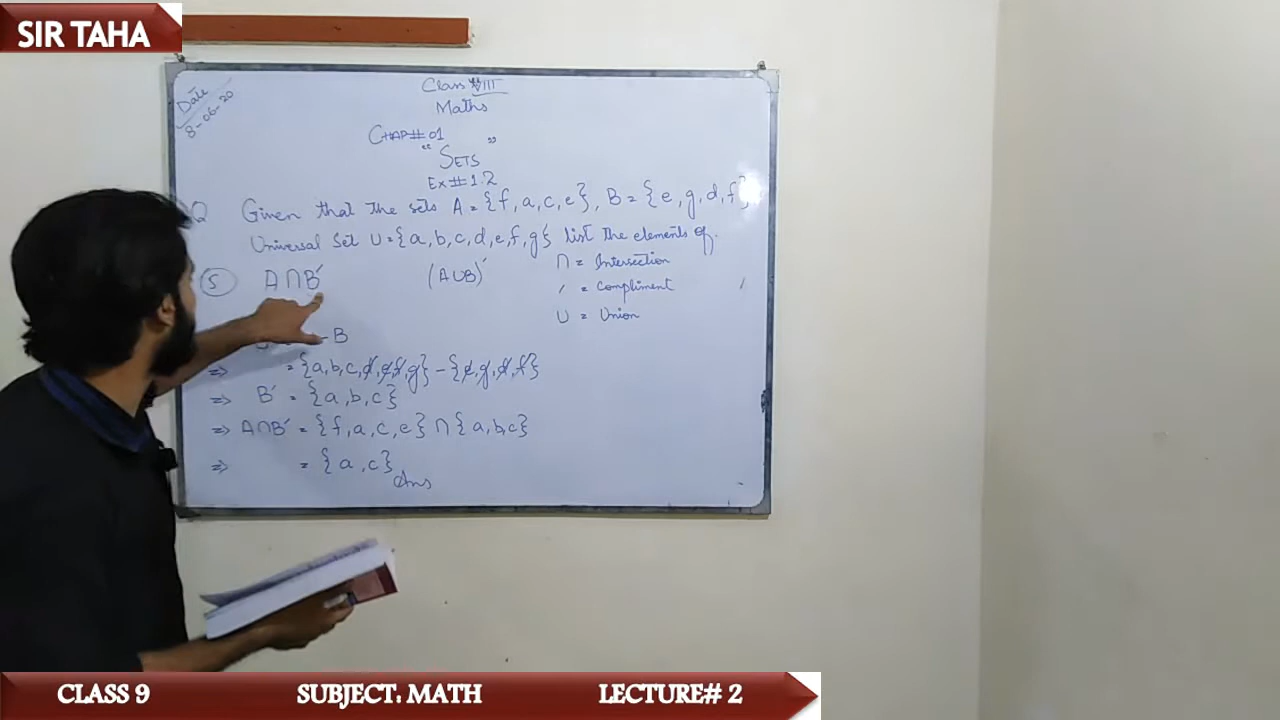 SIR TAHA
Date
8-06-20
Class VIII
Maths
CHAP# 01
"SETS"
EX#1.2
Q Given that the sets A = {f, a, c, e}, B = {e, g, d, f}
Universal Set U={a, b, c, d, e, f, g} list the elements of.
5 A∩B′ (A∪B)′
∩ = Intersection
′ = Compliment
∪ = Union
-B
⇒ = {a, b, c, d, e, f, g} - {e, g, d, f}
⇒ B′ = {a, b, c}
⇒ A∩B′ = {f, a, c, e} ∩ {a, b, c}
⇒ = {a, c} Ans
CLASS 9 SUBJECT: MATH LECTURE# 2